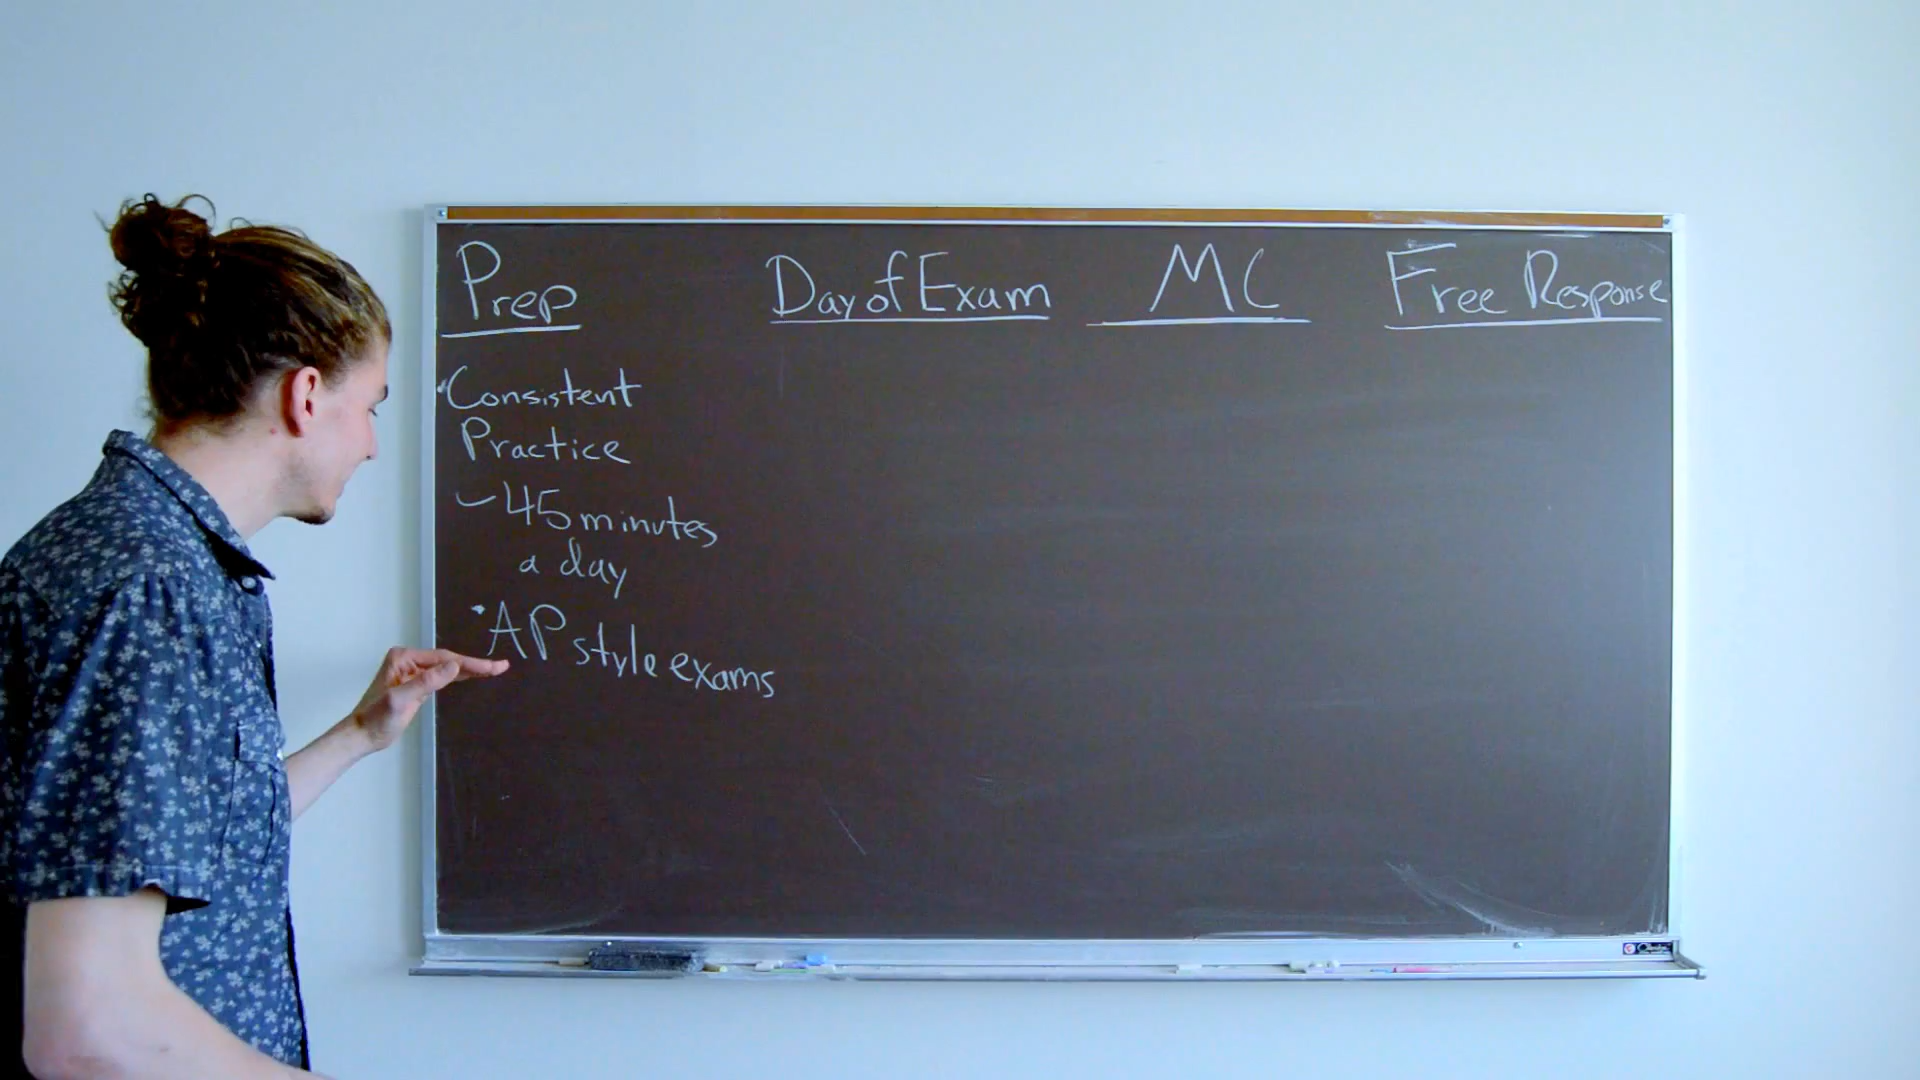 Prep
Day of Exam
MC
Free Response
•Consistent
Practice
- 45 minutes
a day
•AP style exams